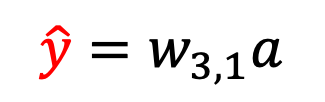 ŷ = w₃,₁a